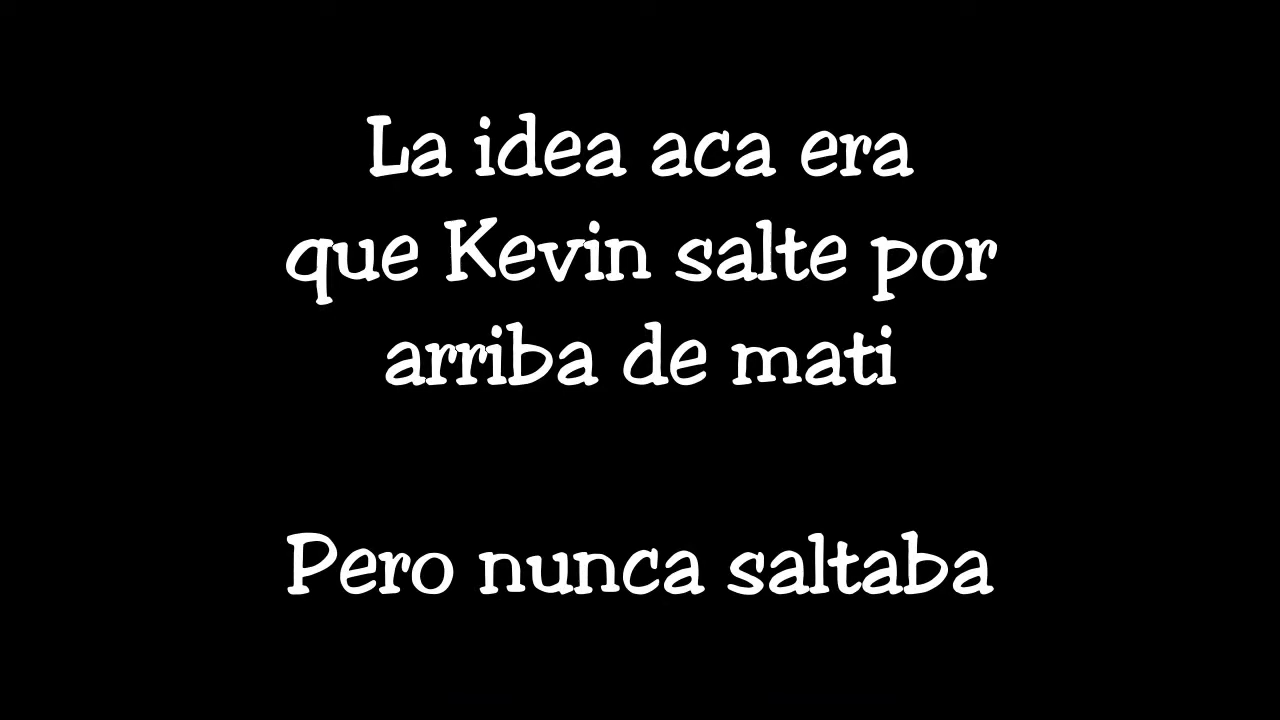 La idea aca era
que Kevin salte por
arriba de mati
Pero nunca saltaba